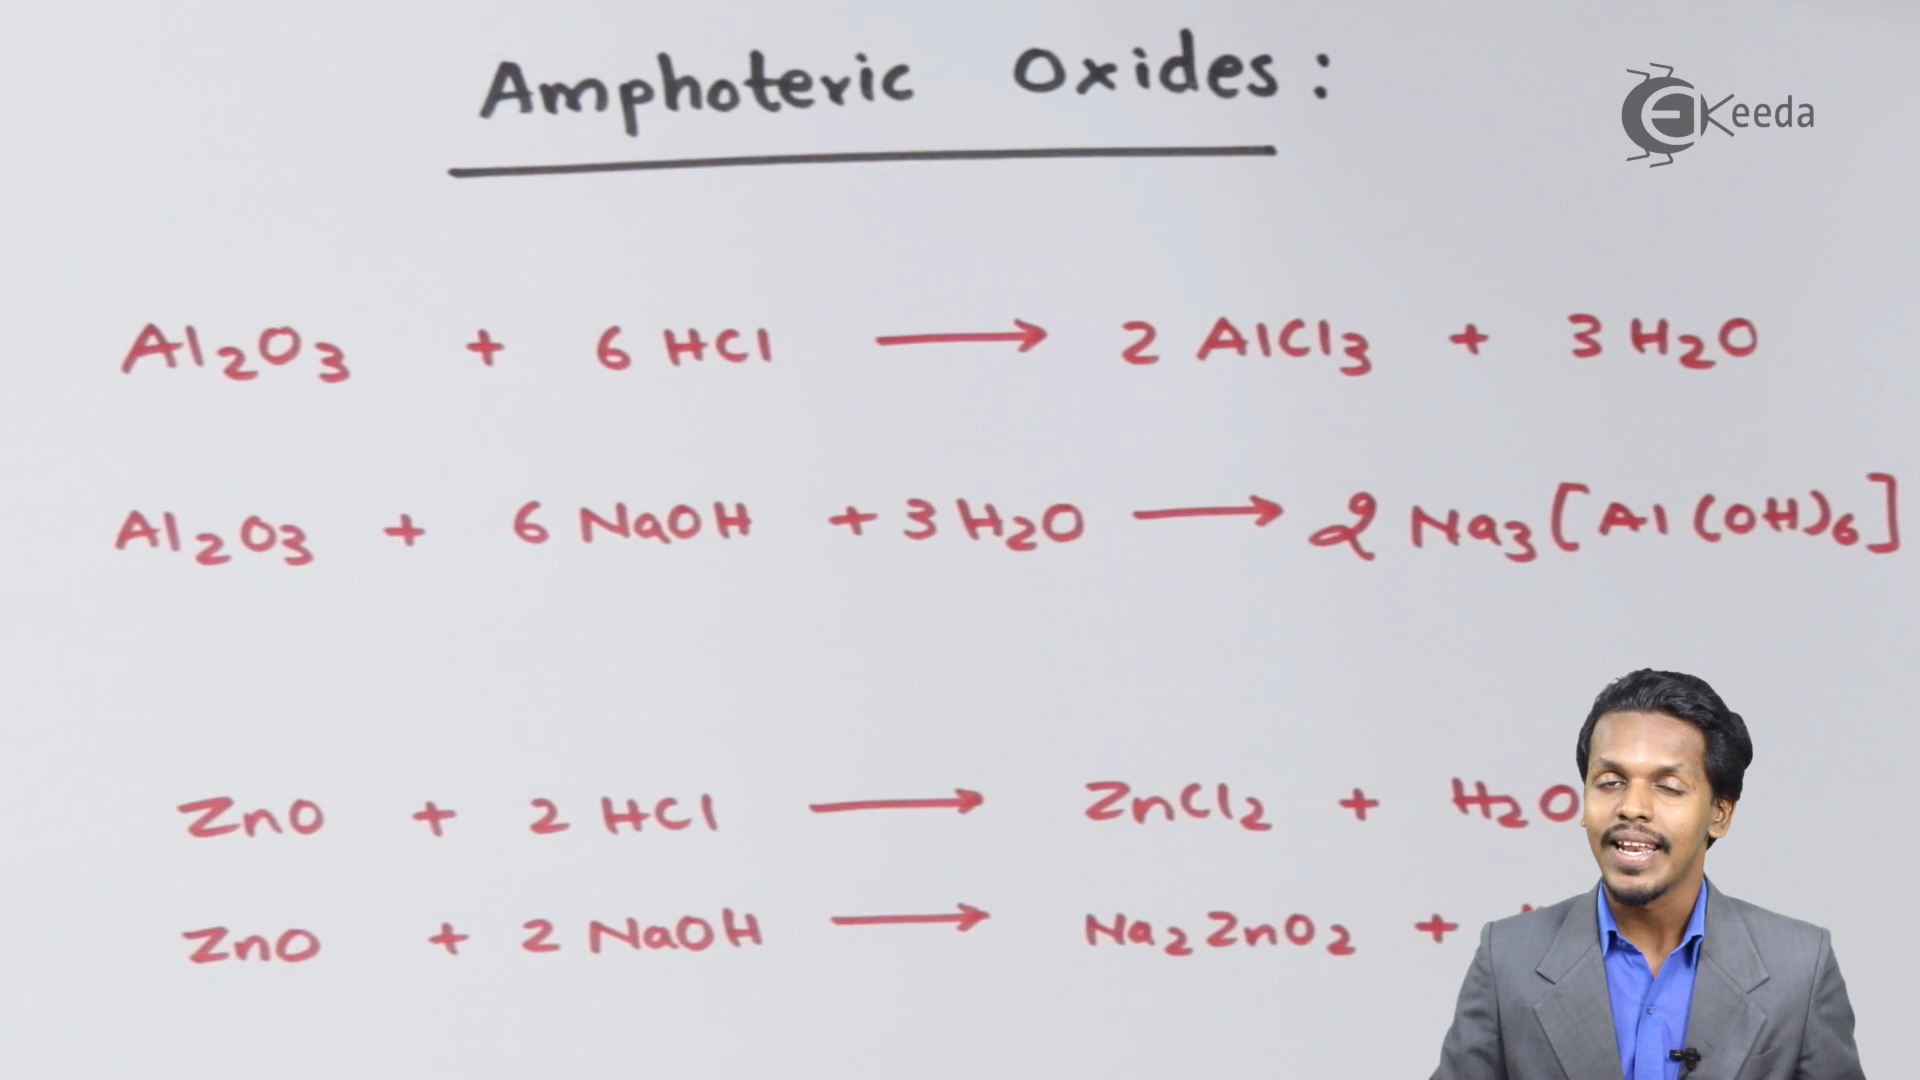 Amphoteric Oxides :
EKeeda
Al2O3 + 6 HCl → 2 AlCl3 + 3 H2O
Al2O3 + 6 NaOH + 3 H2O → 2 Na3 [Al (OH)6]
ZnO + 2 HCl → ZnCl2 + H2O
ZnO + 2 NaOH → Na2ZnO2 +